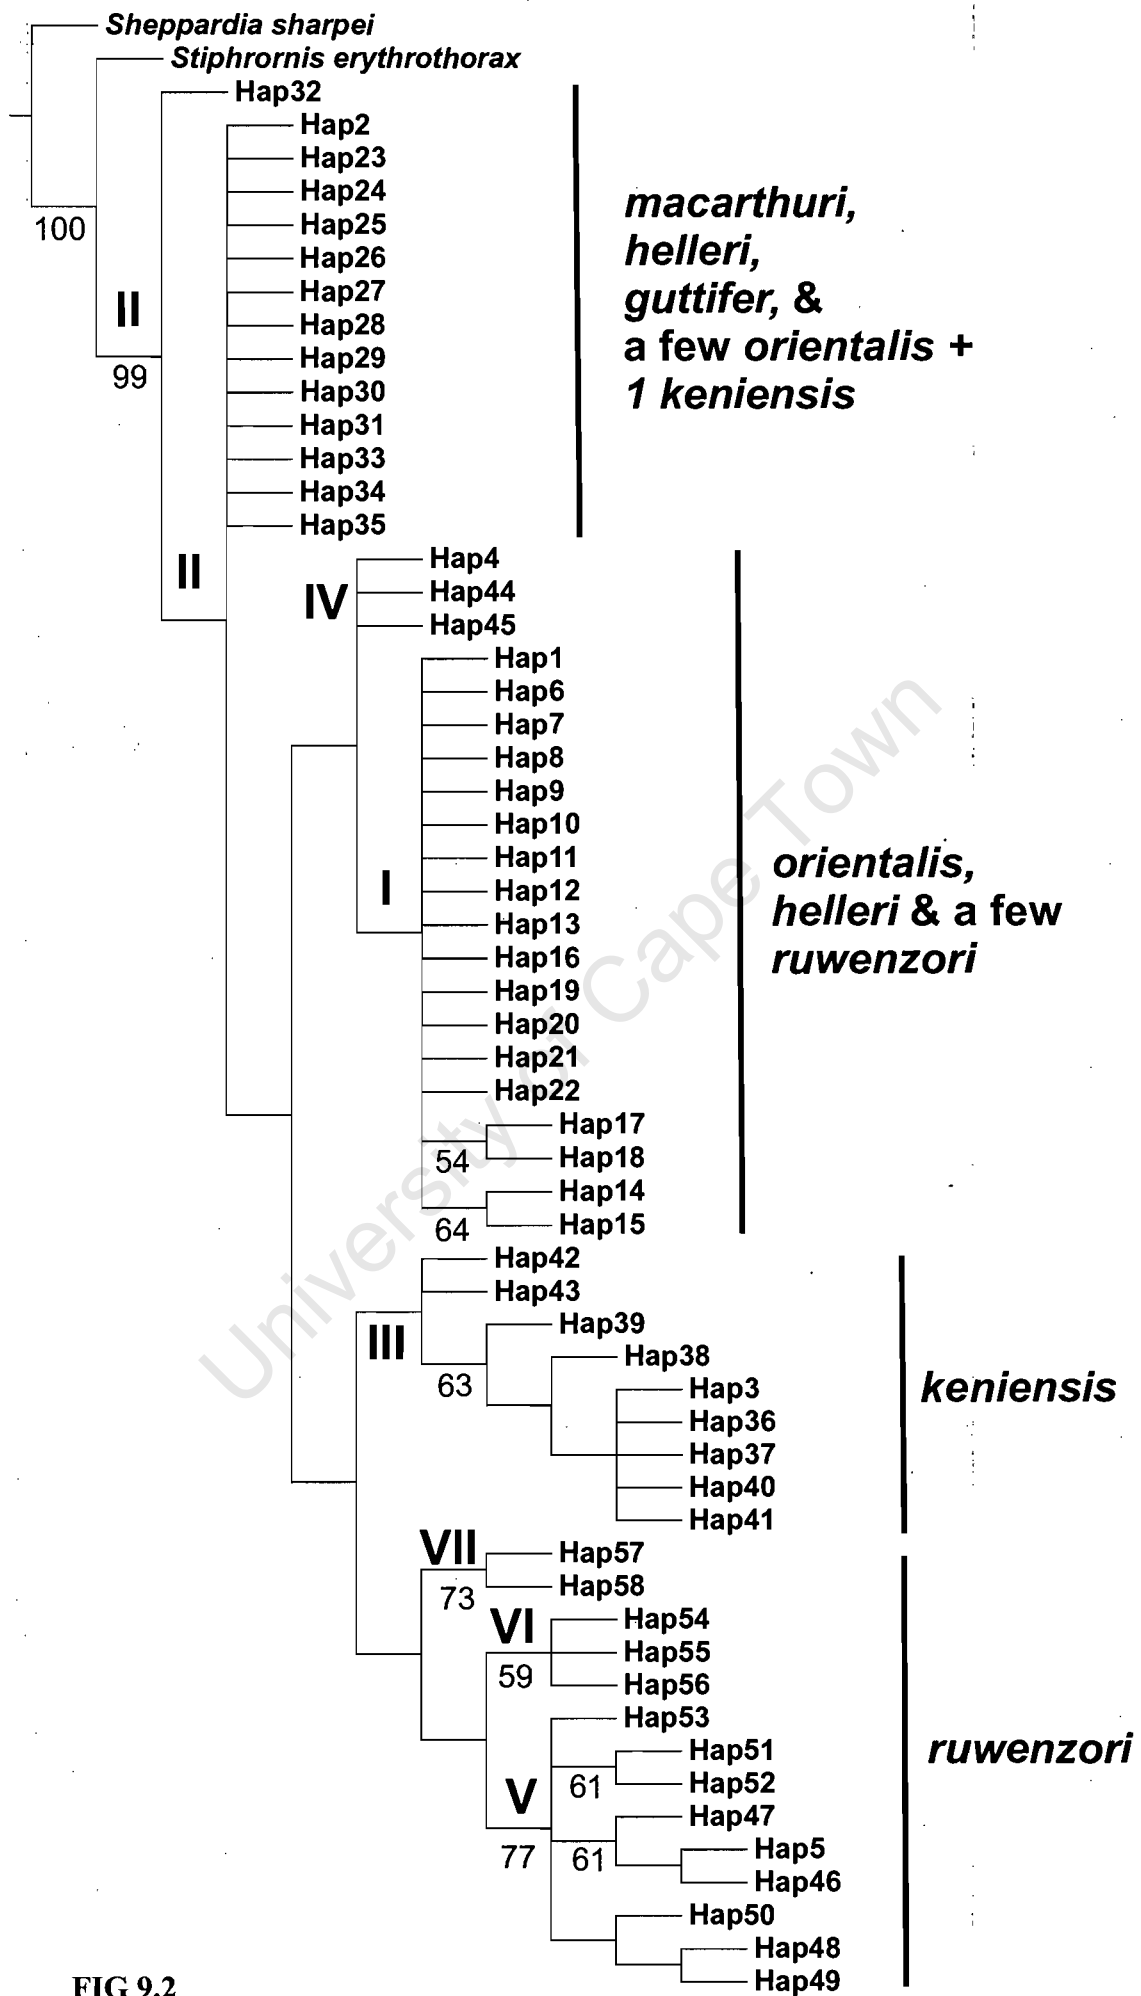 Sheppardia sharpei
Stiphrornis erythrothorax
Hap32
Hap2
Hap23
Hap24
Hap25
100
Hap26
Hap27
II
Hap28
Hap29
99
Hap30
Hap31
Hap33
Hap34
Hap35
macarthuri,
helleri,
guttifer, &
a few orientalis +
1 keniensis
II
Hap4
IV
Hap44
Hap45
Hap1
Hap6
Hap7
Hap8
Hap9
Hap10
Hap11
I
Hap12
Hap13
Hap16
Hap19
Hap20
Hap21
Hap22
Hap17
54
Hap18
Hap14
64
Hap15
orientalis,
helleri & a few
ruwenzori
Hap42
Hap43
III
Hap39
Hap38
63
Hap3
Hap36
Hap37
Hap40
Hap41
keniensis
VII
Hap57
73
Hap58
VI
Hap54
Hap55
59
Hap56
Hap53
Hap51
61
Hap52
V
Hap47
77
61
Hap5
Hap46
Hap50
Hap48
Hap49
ruwenzori
University of Cape Town
FIG 9.2